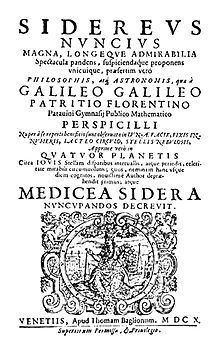 SIDEREVS
NVNCIVS
MAGNA, LONGEQVE ADMIRABILIA
Spectacula pandens, suspiciendaque proponens
vnicuique, præsertim verò
PHILOSOPHIS, atq; ASTRONOMIS, quæ à
GALILEO GALILEO
PATRITIO FLORENTINO
Patauini Gymnasij Publico Mathematico
PERSPICILLI
Nuper à se reperti beneficio sunt obseruata in LVNÆ FACIE, FIXIS IN-
NVMERIS, LACTEO CIRCVLO, STELLIS NEBVLOSIS,
Apprime verò in
QVATVOR PLANETIS
Circa IOVIS Stellam disparibus interuallis, atque periodis, celeri-
tate mirabili circumuolutis; quos, nemini in hanc vsque
diem cognitos, nouissimè Author depræ-
hendit primus; atque
MEDICEA SIDERA
NVNCVPANDOS DECREVIT.
VENETIIS, Apud Thomam Baglionum. M DC X.
Superiorum Permissu, & Priuilegio.